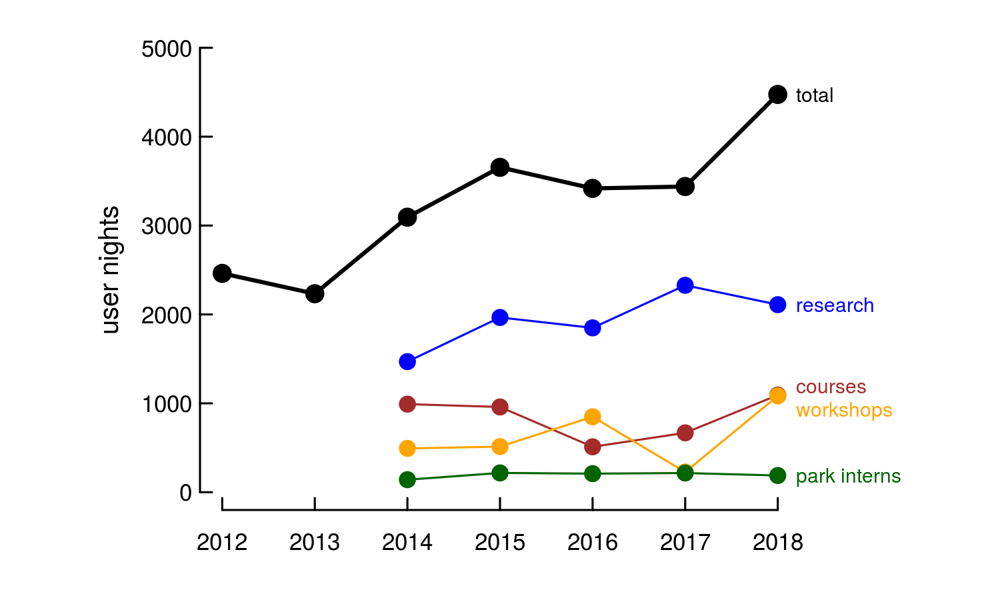 5000
4000
3000
2000
1000
0
user nights
total
research
courses
workshops
park interns
2012 2013 2014 2015 2016 2017 2018